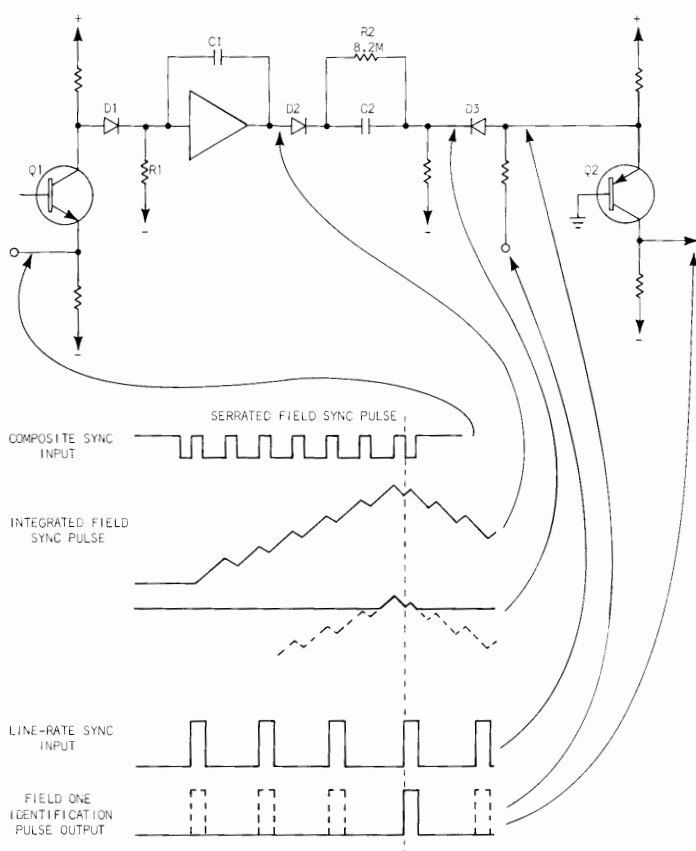 +
R2
8.2M
+
C1
D1
D2
C2
D3
Q1
R1
Q2
-
-
-
-
-
SERRATED FIELD SYNC PULSE
COMPOSITE SYNC
INPUT
INTEGRATED FIELD
SYNC PULSE
LINE-RATE SYNC
INPUT
FIELD ONE
IDENTIFICATION
PULSE OUTPUT